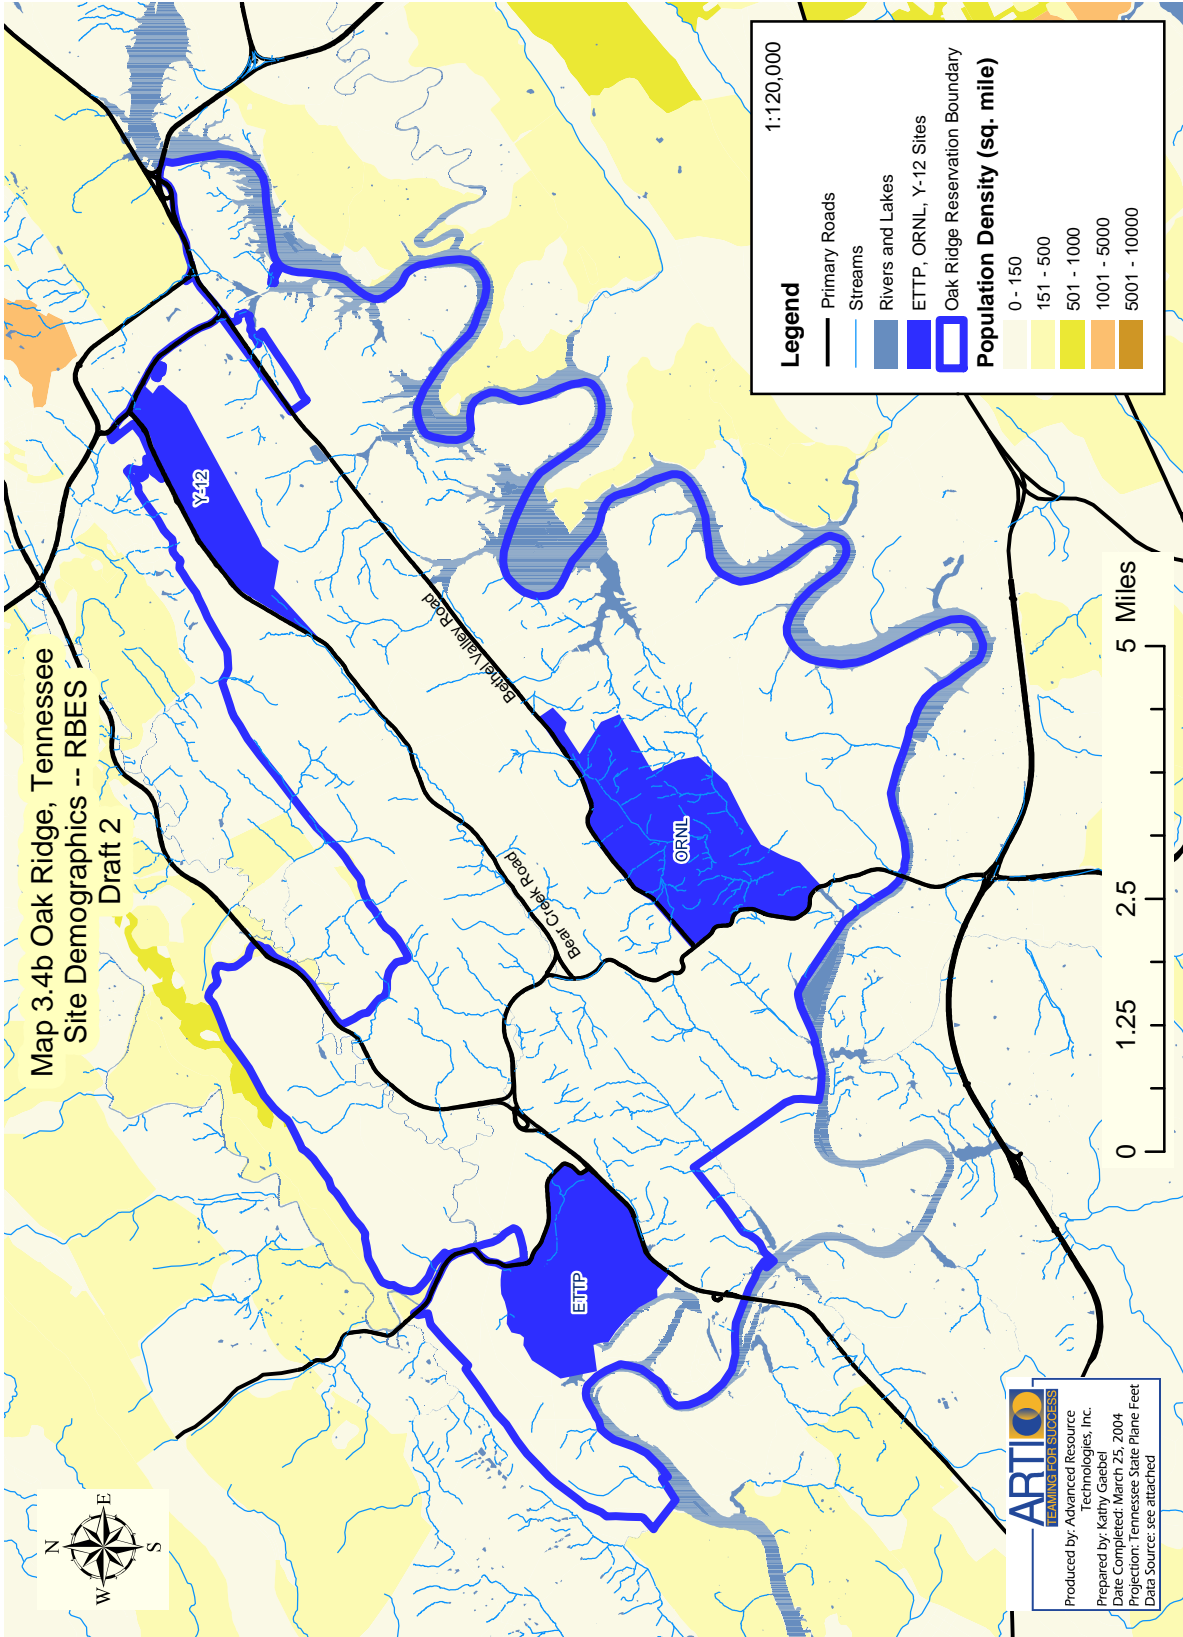 Map 3.4b Oak Ridge, Tennessee
Site Demographics -- RBES
Draft 2
N
W
E
S
Y-12
Bethel Valley Road
Bear Creek Road
ORNL
ETTP
1:120,000
Legend
Primary Roads
Streams
Rivers and Lakes
ETTP, ORNL, Y-12 Sites
Oak Ridge Reservation Boundary
Population Density (sq. mile)
0 - 150
151 - 500
501 - 1000
1001 - 5000
5001 - 10000
0 1.25 2.5 5 Miles
ARTI
TEAMING FOR SUCCESS
Produced by: Advanced Resource
Technologies, Inc.
Prepared by: Kathy Gaebel
Date Completed: March 25, 2004
Projection: Tennessee State Plane Feet
Data Source: see attached